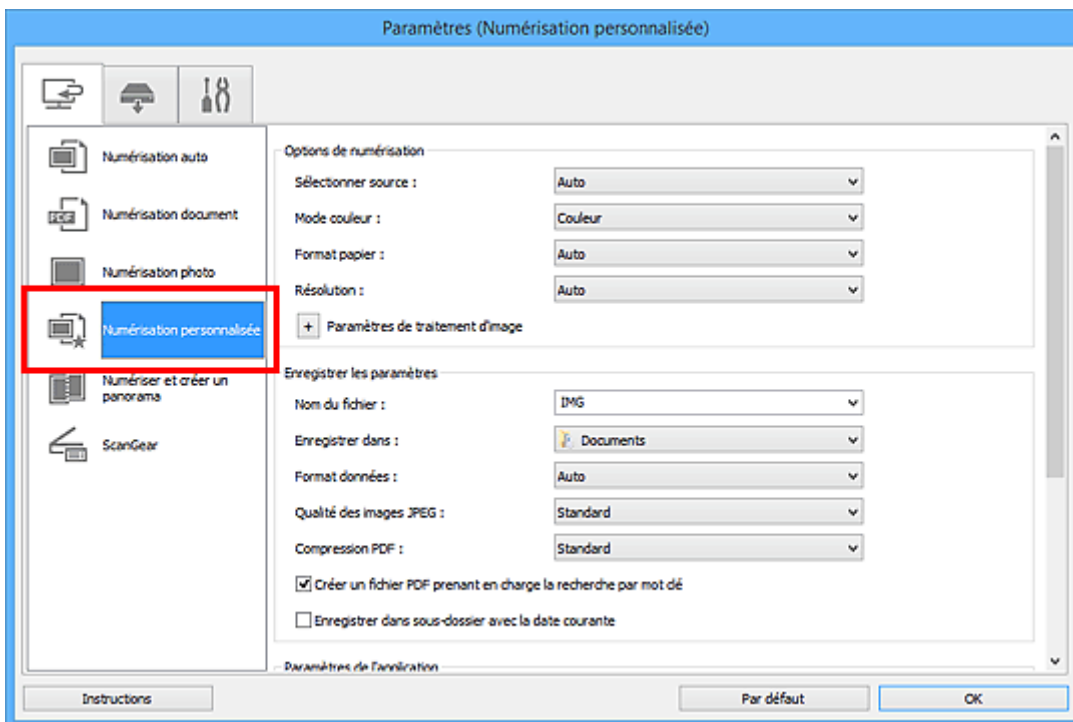 Paramètres (Numérisation personnalisée)
Numérisation auto
Numérisation document
Numérisation photo
Numérisation personnalisée
Numériser et créer un
panorama
ScanGear
Options de numérisation
Sélectionner source : Auto
Mode couleur : Couleur
Format papier : Auto
Résolution : Auto
+ Paramètres de traitement d'image
Enregistrer les paramètres
Nom du fichier : IMG
Enregistrer dans : Documents
Format données : Auto
Qualité des images JPEG : Standard
Compression PDF : Standard
Créer un fichier PDF prenant en charge la recherche par mot clé
Enregistrer dans sous-dossier avec la date courante
Paramètres de l'application
Instructions Par défaut OK